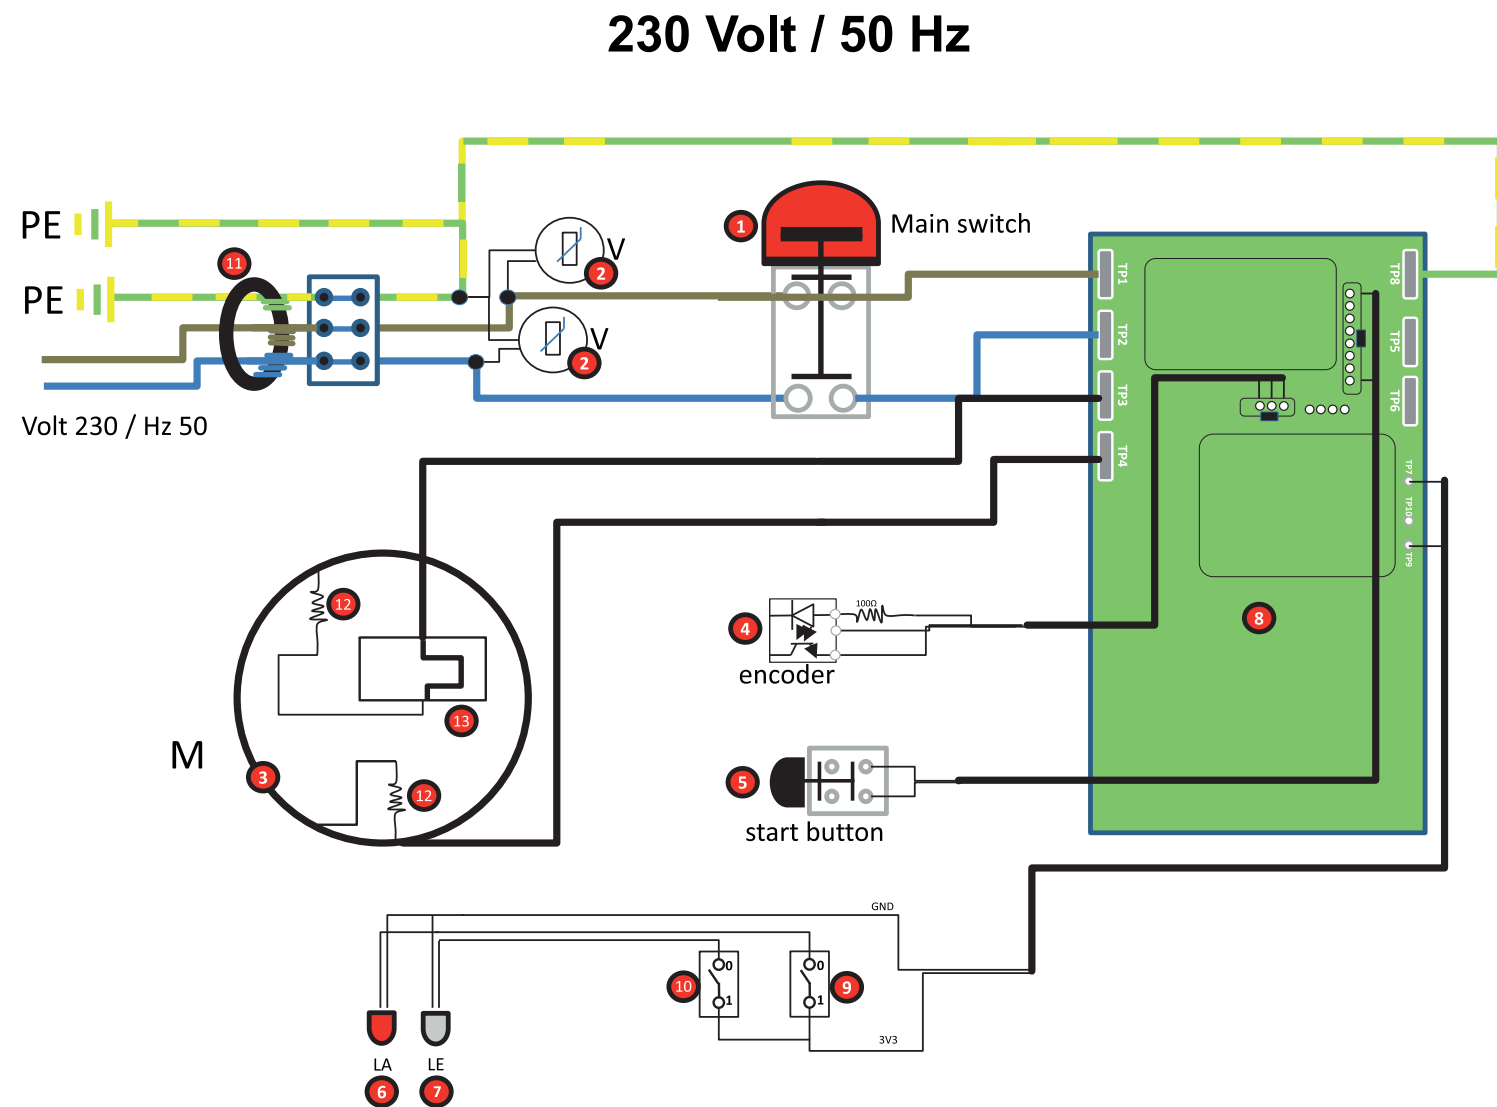 230 Volt / 50 Hz
PE
11
PE
Volt 230 / Hz 50
V
2
V
2
1
Main switch
TP1
TP2
TP3
TP4
TP8
TP5
TP6
TP7
TP10
TP9
8
12
13
M
3
12
4
100Ω
encoder
5
start button
GND
10
0
1
0
1
9
3V3
LA
LE
6
7